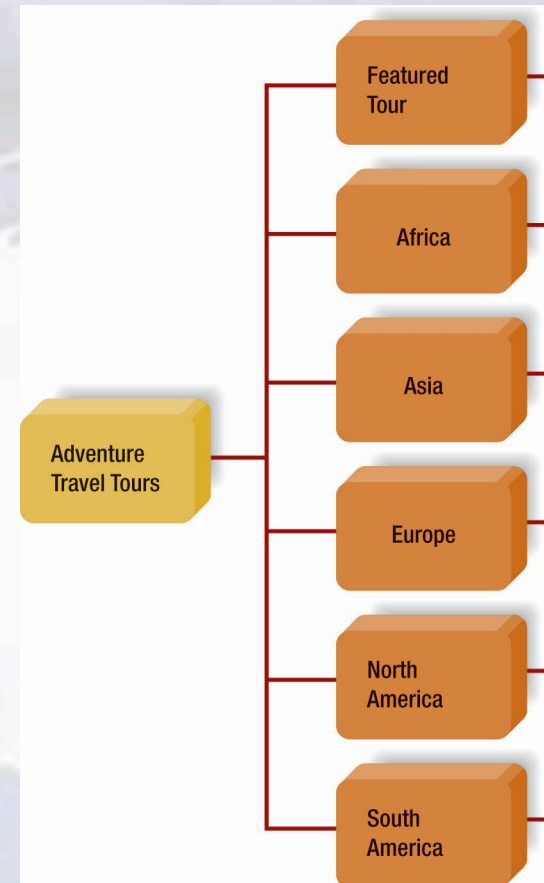 Featured
Tour
Africa
Asia
Adventure
Travel Tours
Europe
North
America
South
America